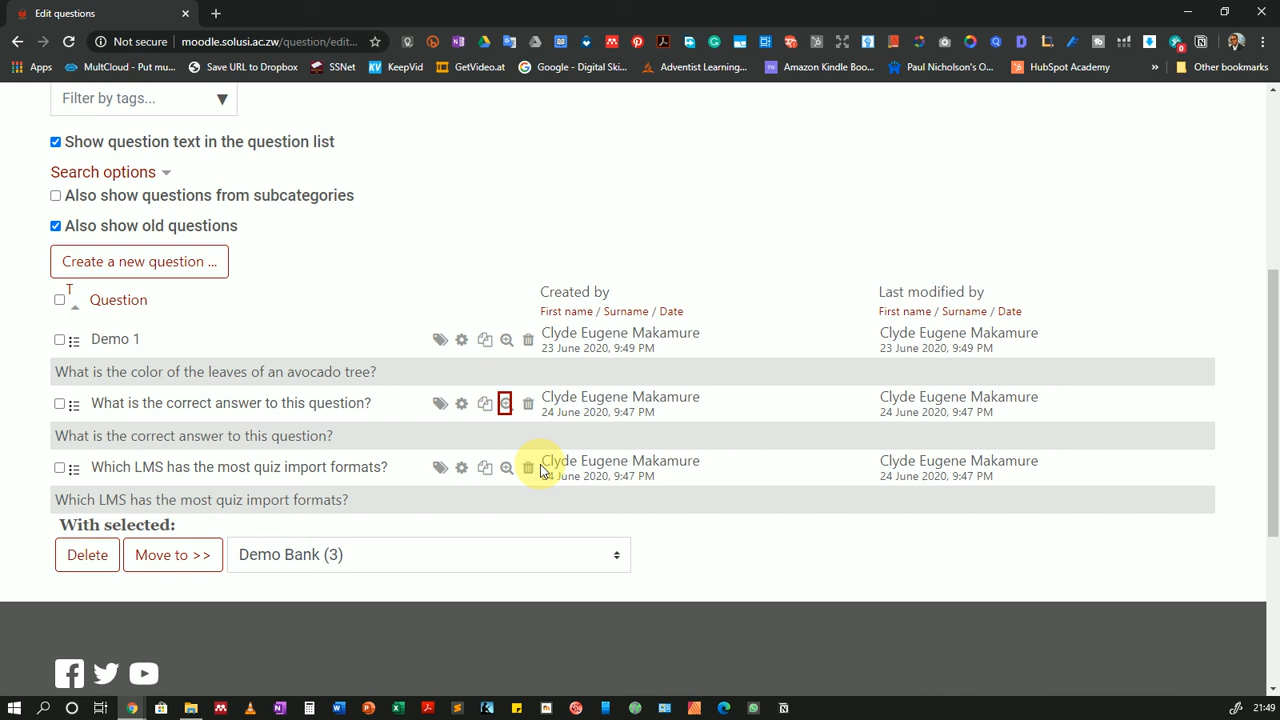 Edit questions
Not secure
moodle.solusi.ac.zw/question/edit...
Apps
MultCloud - Put mu...
Save URL to Dropbox
SSNet
KeepVid
GetVideo.at
Google - Digital Ski...
Adventist Learning...
Amazon Kindle Boo...
Paul Nicholson's O...
HubSpot Academy
»
Other bookmarks
Filter by tags...
Show question text in the question list
Search options
Also show questions from subcategories
Also show old questions
Create a new question ...
T
Question
Created by
First name / Surname / Date
Last modified by
First name / Surname / Date
Demo 1
Clyde Eugene Makamure
23 June 2020, 9:49 PM
Clyde Eugene Makamure
23 June 2020, 9:49 PM
What is the color of the leaves of an avocado tree?
What is the correct answer to this question?
Clyde Eugene Makamure
24 June 2020, 9:47 PM
Clyde Eugene Makamure
24 June 2020, 9:47 PM
What is the correct answer to this question?
Which LMS has the most quiz import formats?
Clyde Eugene Makamure
24 June 2020, 9:47 PM
Clyde Eugene Makamure
24 June 2020, 9:47 PM
Which LMS has the most quiz import formats?
With selected:
Delete
Move to >>
Demo Bank (3)
21:49